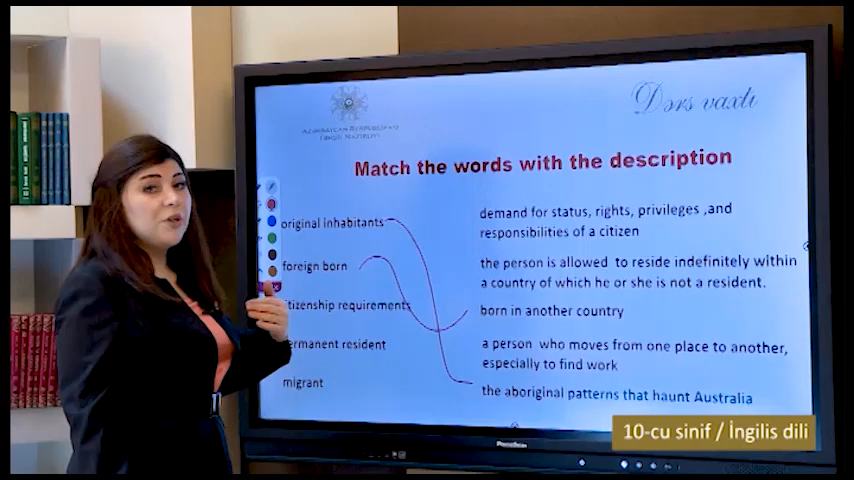 Dərs vaxtı
AZƏRBAYCAN RESPUBLİKASI
TƏHSİL NAZİRLİYİ
Match the words with the description
original inhabitants
foreign born
itizenship requirements
ermanent resident
migrant
demand for status, rights, privileges ,and
responsibilities of a citizen
the person is allowed to reside indefinitely within
a country of which he or she is not a resident.
born in another country
a person who moves from one place to another,
especially to find work
the aboriginal patterns that haunt Australia
10-cu sinif / İngilis dili